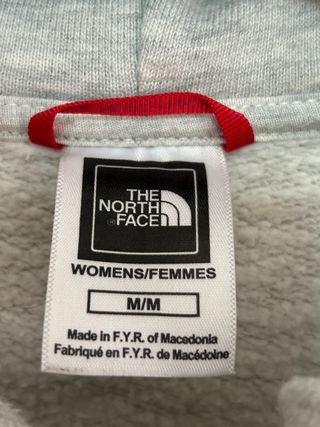 THE
NORTH
FACE
WOMENS/FEMMES
M/M
Made in F.Y.R. of Macedonia
Fabriqué en F.Y.R. de Macédoine